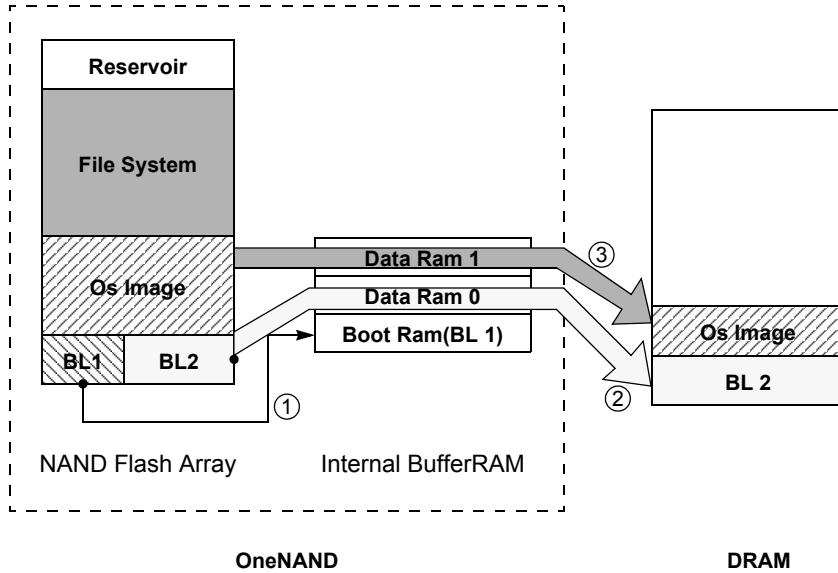 Reservoir
File System
Os Image
BL1
BL2
Data Ram 1
Data Ram 0
Boot Ram(BL 1)
①
②
③
Os Image
BL 2
NAND Flash Array
Internal BufferRAM
OneNAND
DRAM